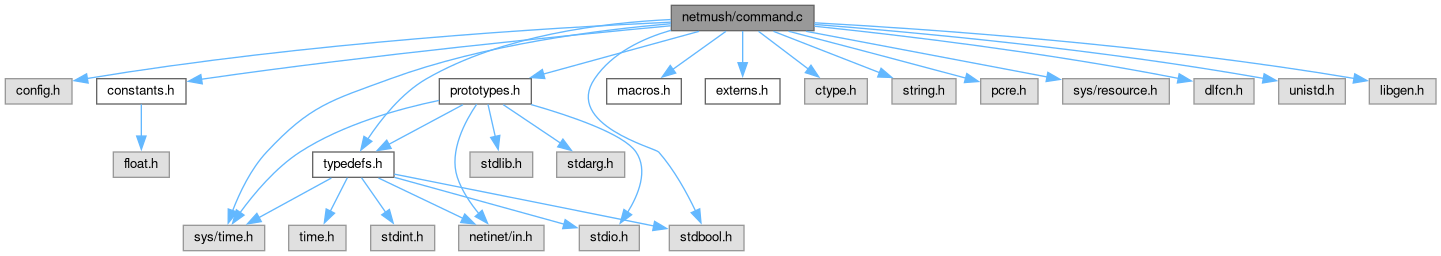 netmush/command.c
config.h
constants.h
prototypes.h
macros.h
externs.h
ctype.h
string.h
pcre.h
sys/resource.h
dlfcn.h
unistd.h
libgen.h
float.h
typedefs.h
stdlib.h
stdarg.h
sys/time.h
time.h
stdint.h
netinet/in.h
stdio.h
stdbool.h